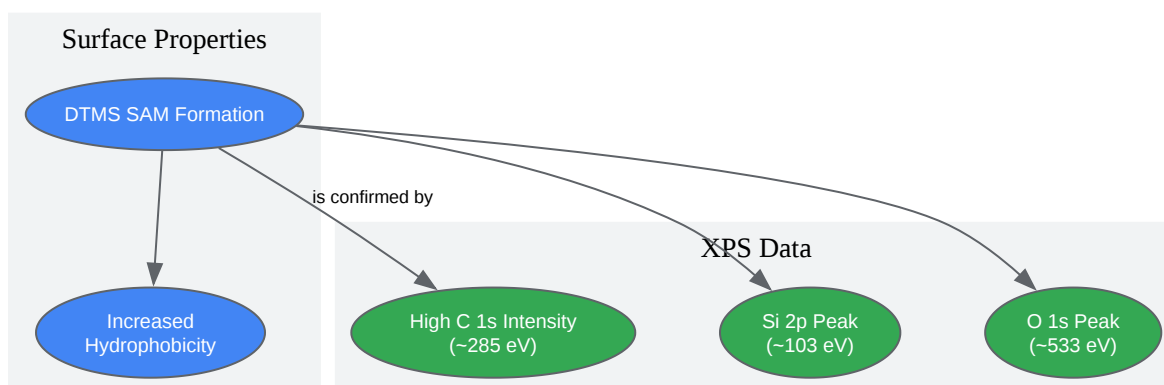 Surface Properties
DTMS SAM Formation
is confirmed by
XPS Data
Increased
Hydrophobicity
High C 1s Intensity
(~285 eV)
Si 2p Peak
(~103 eV)
O 1s Peak
(~533 eV)